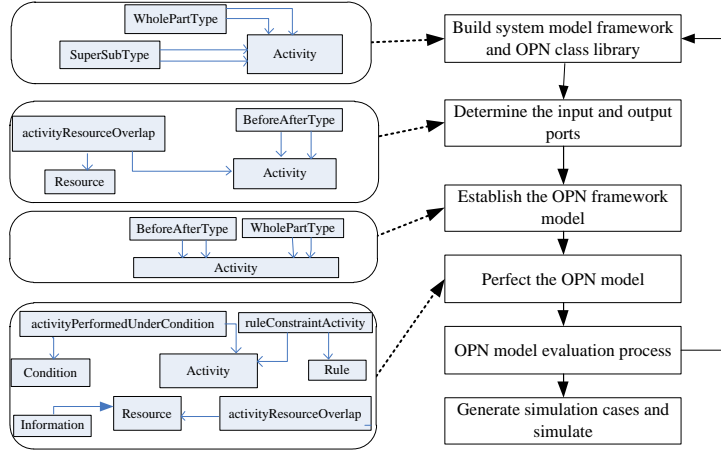 WholePartType
SuperSubType
Activity
Build system model framework
and OPN class library
BeforeAfterType
activityResourceOverlap
Resource
Activity
Determine the input and output
ports
BeforeAfterType
WholePartType
Activity
Establish the OPN framework
model
Perfect the OPN model
activityPerformedUnderCondition
ruleConstraintActivity
Condition
Activity
Rule
Information
Resource
activityResourceOverlap
OPN model evaluation process
Generate simulation cases and
simulate